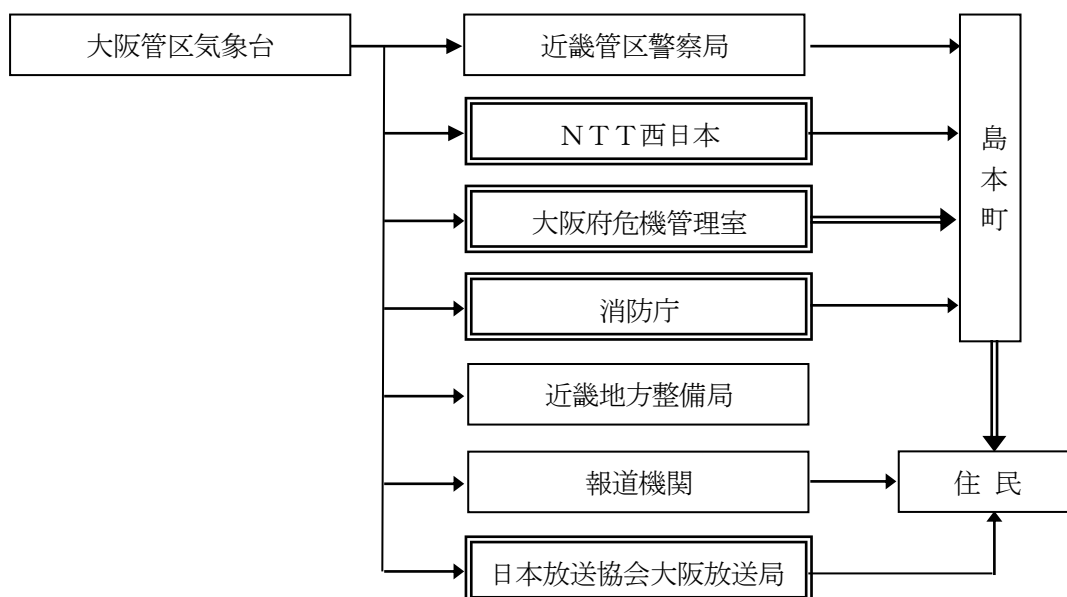 大阪管区気象台
近畿管区警察局
ＮＴＴ西日本
大阪府危機管理室
消防庁
近畿地方整備局
報道機関
日本放送協会大阪放送局
島本町
住 民